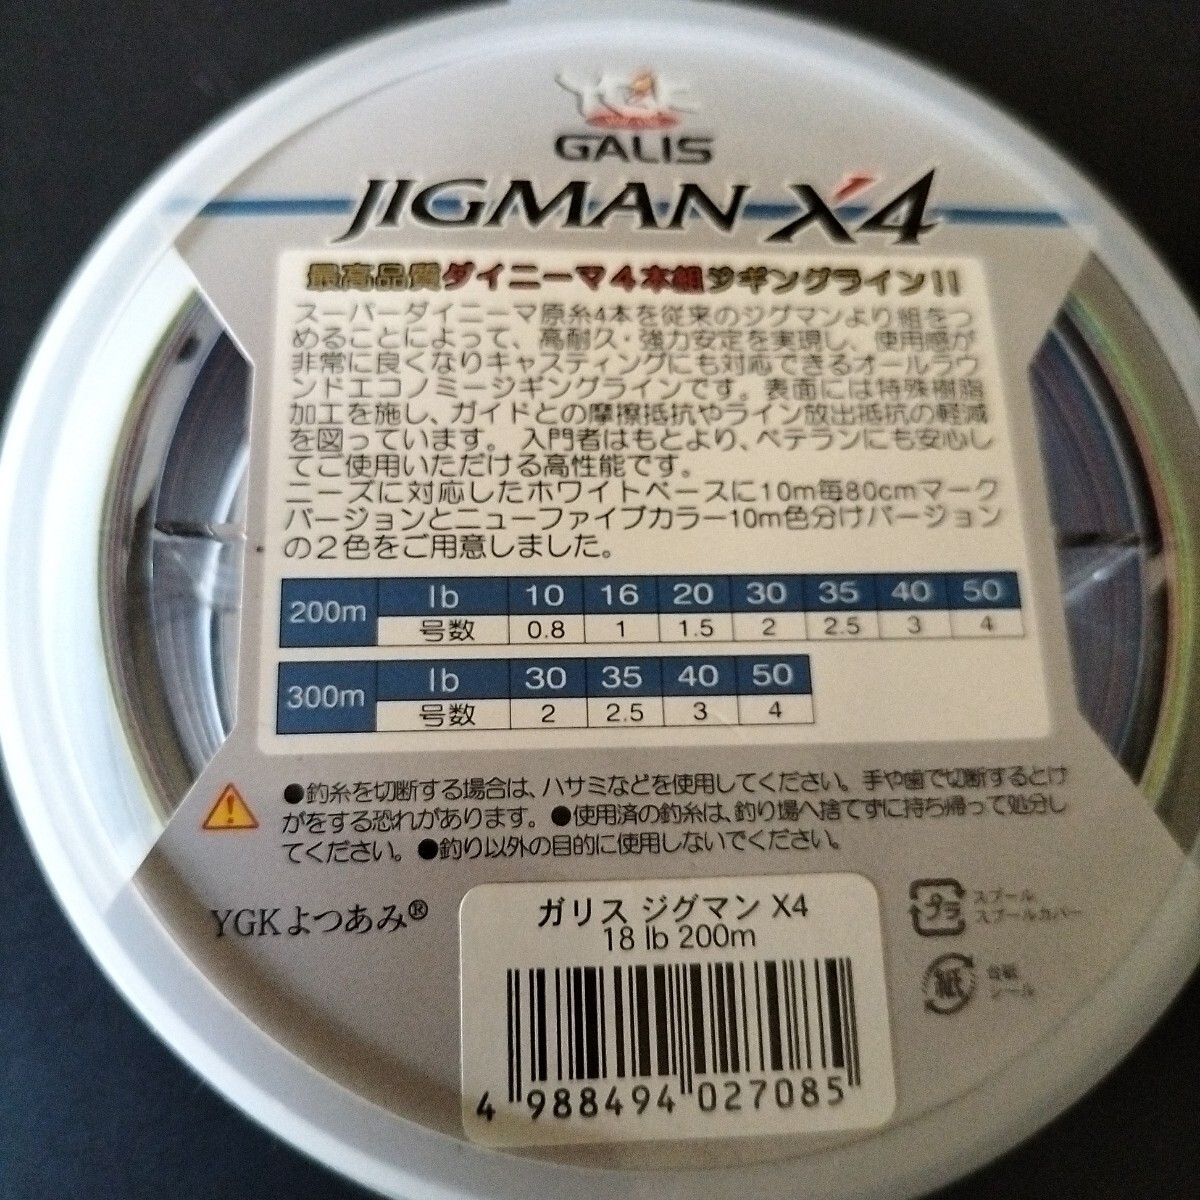 YGK
GALIS
JIGMAN X4
最高品質ダイニーマ4本組ジギングライン!!
スーパーダイニーマ原糸4本を従来のジグマンより組をつ
めることによって、高耐久・強力安定を実現し、使用感が
非常に良くなりキャスティングにも対応できるオールラウ
ンドエコノミージギングラインです。表面には特殊樹脂
加工を施し、ガイドとの摩擦抵抗やライン放出抵抗の軽減
を図っています。入門者はもとより、ベテランにも安心し
てご使用いただける高性能です。
ニーズに対応したホワイトベースに10m毎80cmマーク
バージョンとニューファイブカラー10m色分けバージョン
の2色をご用意しました。
200m lb 10 16 20 30 35 40 50
号数 0.8 1 1.5 2 2.5 3 4
300m lb 30 35 40 50
号数 2 2.5 3 4
●釣糸を切断する場合は、ハサミなどを使用してください。手や歯で切断するとけ
がをする恐れがあります。●使用済の釣糸は、釣り場へ捨てずに持ち帰って処分し
てください。●釣り以外の目的に使用しないでください。
YGKよつあみ®
ガリス ジグマン X4
18 lb 200m
4 988494 027085
プラ
スプール
スプールカバー
紙
台紙
シール